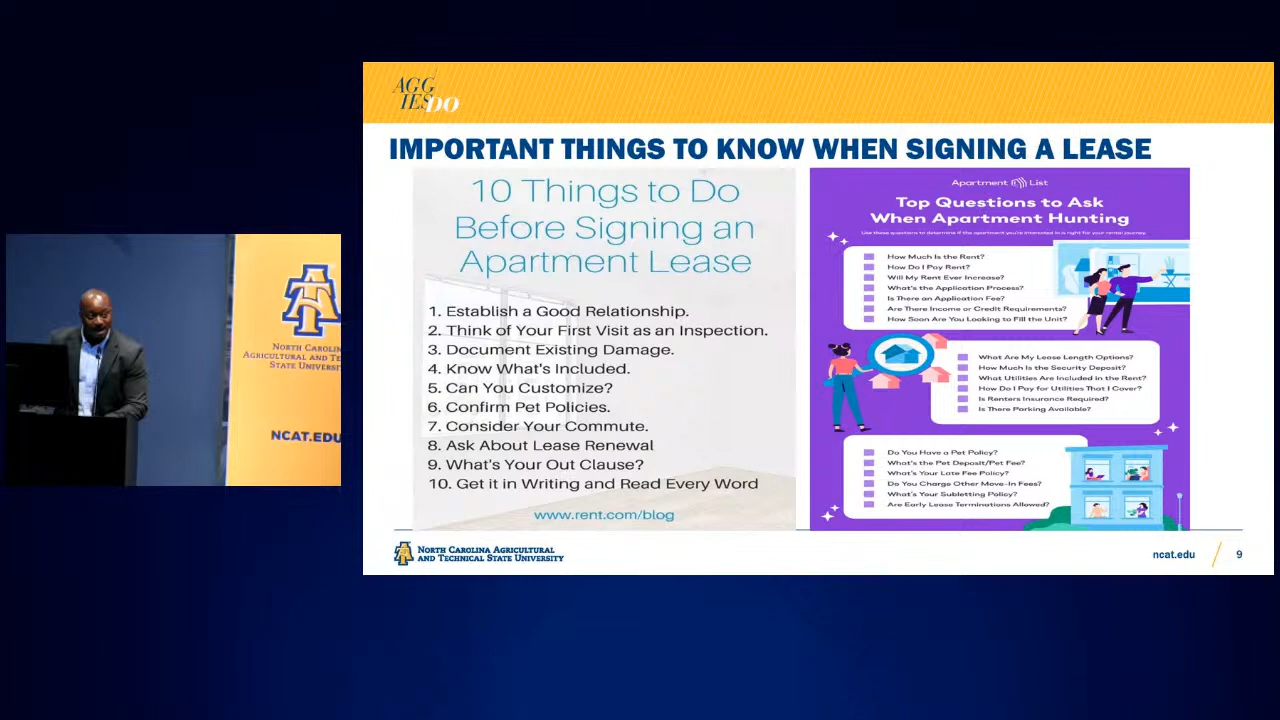 AGG
IES DO
IMPORTANT THINGS TO KNOW WHEN SIGNING A LEASE
10 Things to Do
Before Signing an
Apartment Lease
1. Establish a Good Relationship.
2. Think of Your First Visit as an Inspection.
3. Document Existing Damage.
4. Know What's Included.
5. Can You Customize?
6. Confirm Pet Policies.
7. Consider Your Commute.
8. Ask About Lease Renewal
9. What's Your Out Clause?
10. Get it in Writing and Read Every Word
www.rent.com/blog
Apartment List
Top Questions to Ask
When Apartment Hunting
Use these questions to determine if the apartment you're interested in is right for your rental journey.
How Much Is the Rent?
How Do I Pay Rent?
Will My Rent Ever Increase?
What's the Application Process?
Is There an Application Fee?
Are There Income or Credit Requirements?
How Soon Are You Looking to Fill the Unit?
What Are My Lease Length Options?
How Much Is the Security Deposit?
What Utilities Are Included in the Rent?
How Do I Pay for Utilities That I Cover?
Is Renters Insurance Required?
Is There Parking Available?
Do You Have a Pet Policy?
What's the Pet Deposit/Pet Fee?
What's Your Late Fee Policy?
Do You Charge Other Move-In Fees?
What's Your Subletting Policy?
Are Early Lease Terminations Allowed?
NORTH CAROLINA AGRICULTURAL
AND TECHNICAL STATE UNIVERSITY
ncat.edu / 9
NORTH CAROLIN
AGRICULTURAL AND TE
STATE UNIVERSI
NCAT.EDU